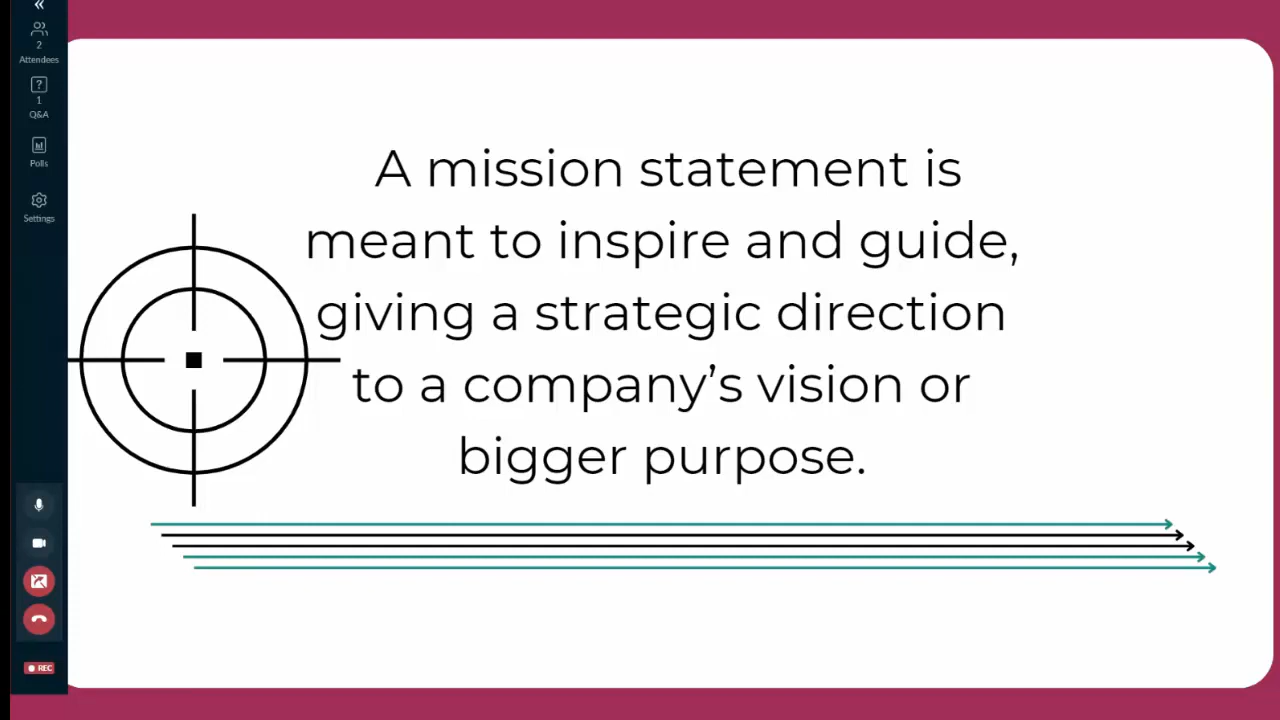 «
2
Attendees
?
1
Q&A
Polls
Settings
REC
A mission statement is
meant to inspire and guide,
giving a strategic direction
to a company’s vision or
bigger purpose.